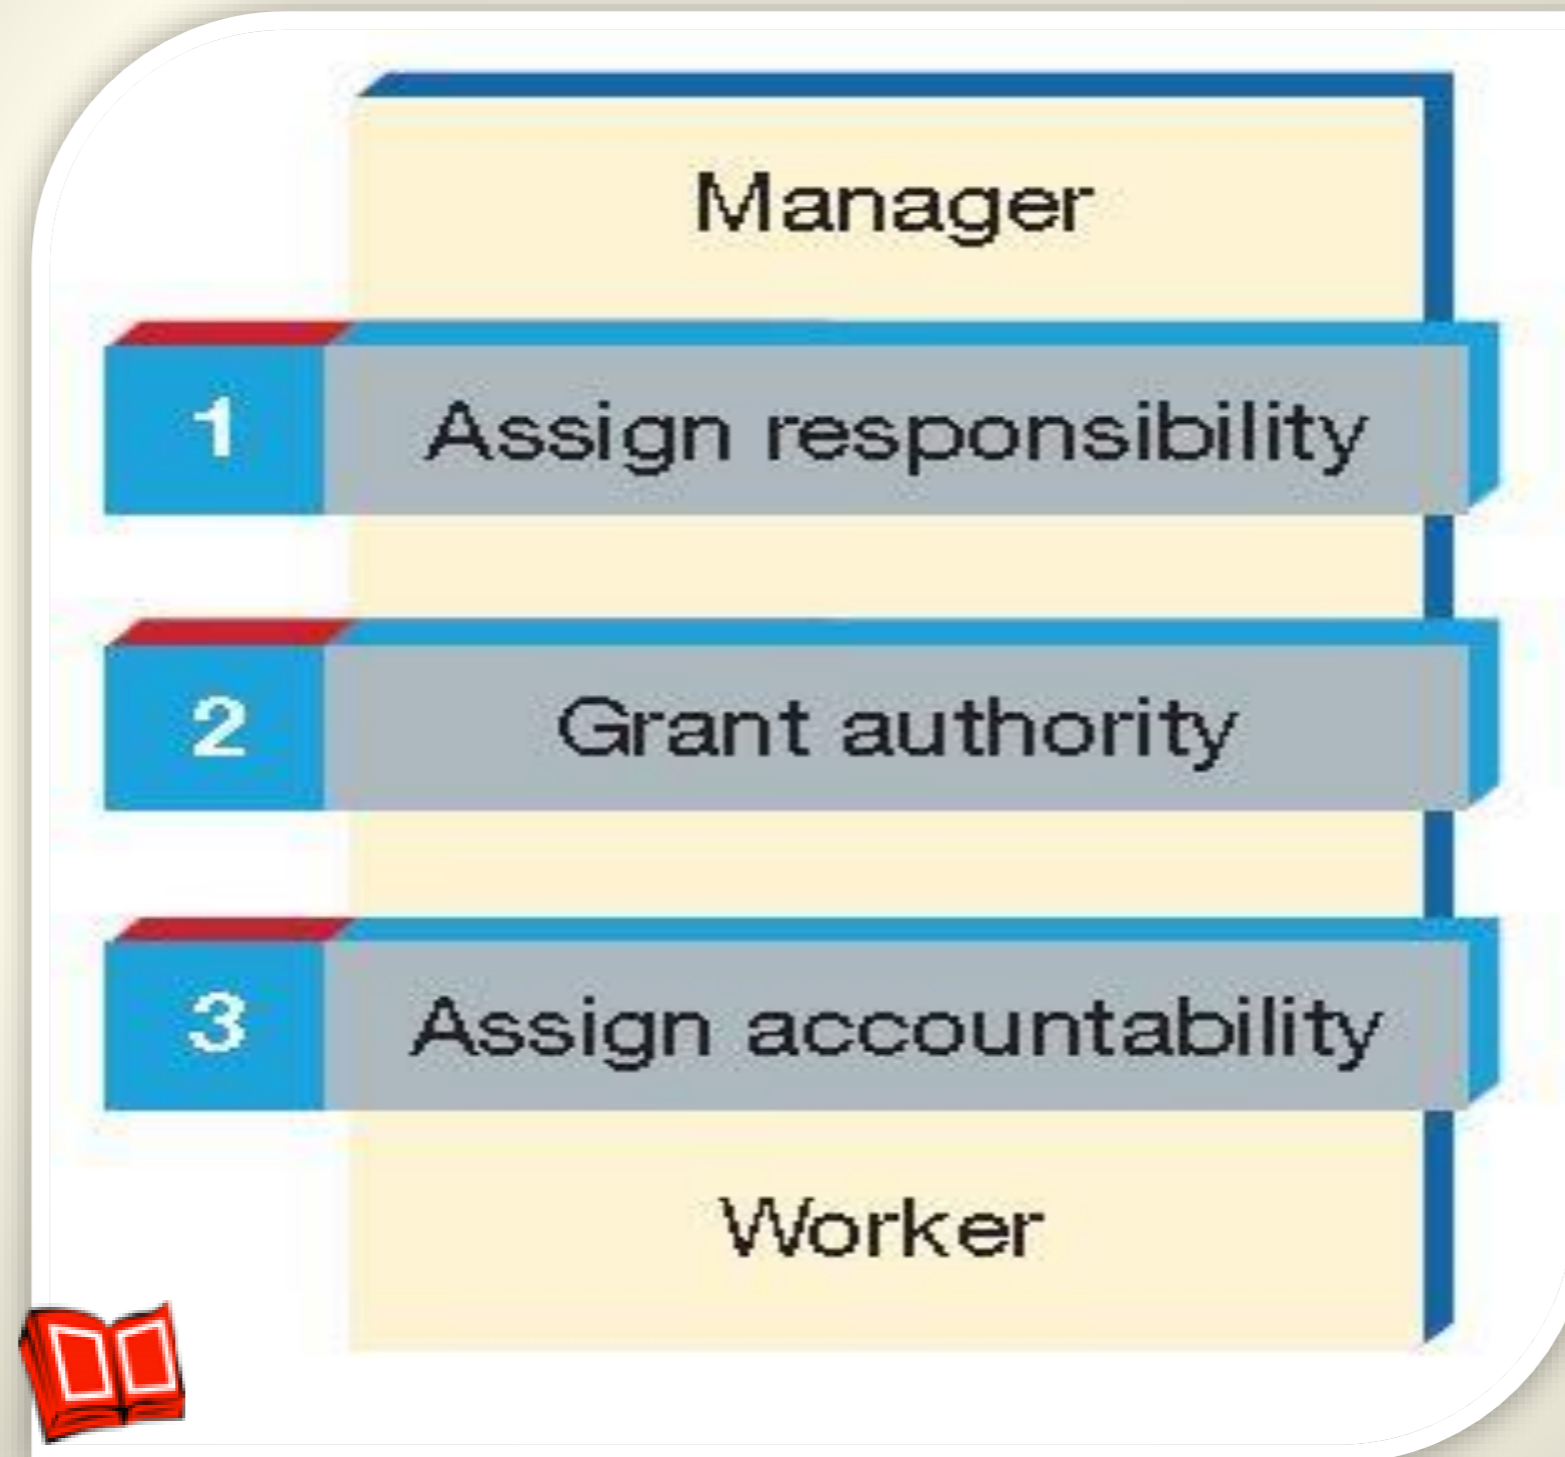 Manager
1 Assign responsibility
2 Grant authority
3 Assign accountability
Worker